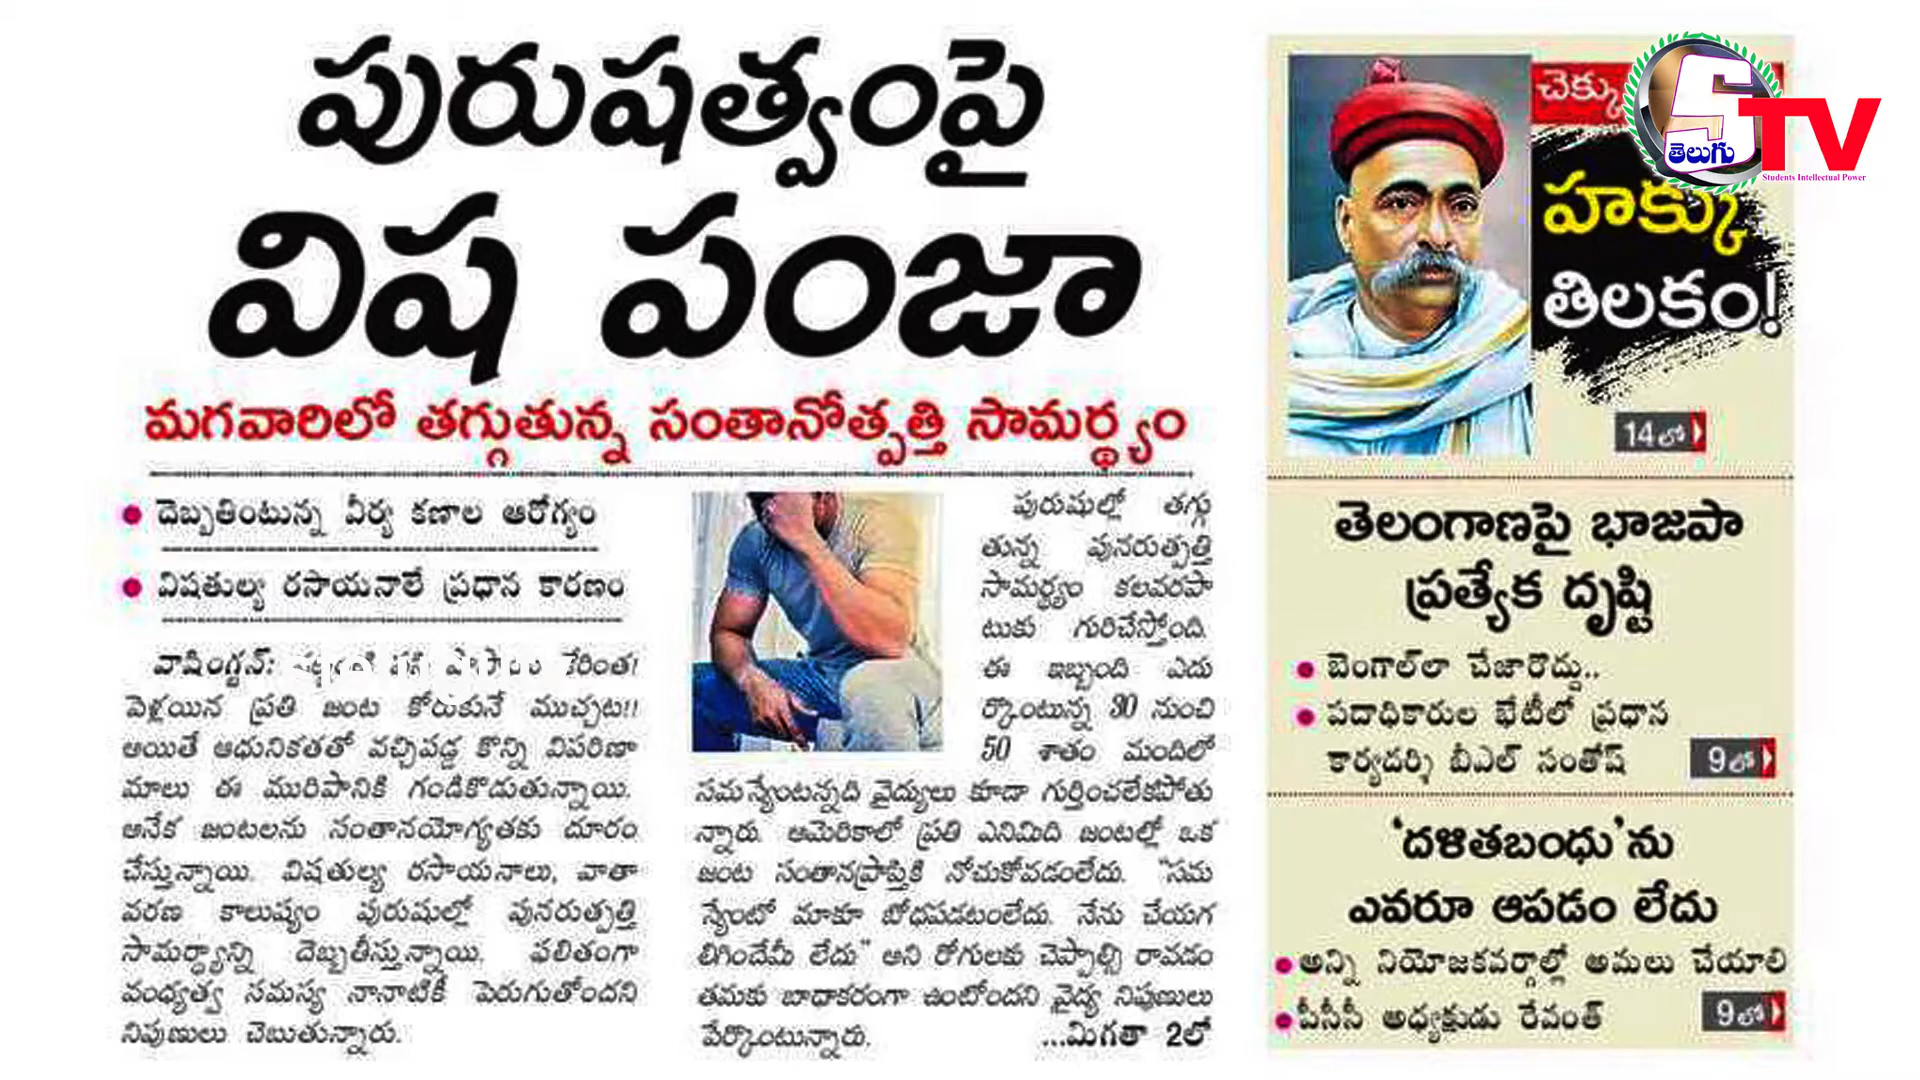 పురుషత్వంపై
విష పంజా
మగవారిలో తగ్గుతున్న సంతానోత్పత్తి సామర్థ్యం
● దెబ్బతింటున్న వీర్య కణాల ఆరోగ్యం
● విషతుల్య రసాయనాలే ప్రధాన కారణం
వాషింగ్టన్:
పెళ్లయిన ప్రతి జంట కోరుకునే ముచ్చట!!
అయితే ఆధునికతతో వచ్చిపడ్డ కొన్ని విపరిణా
మాలు ఈ మురిపానికి గండికొడుతున్నాయి.
అనేక జంటలను సంతానయోగ్యతకు దూరం
చేస్తున్నాయి. విషతుల్య రసాయనాలు, వాతా
వరణ కాలుష్యం పురుషుల్లో పునరుత్పత్తి
సామర్థ్యాన్ని దెబ్బతీస్తున్నాయి. ఫలితంగా
వంధ్యత్వ సమస్య నానాటికీ పెరుగుతోందని
నిపుణులు చెబుతున్నారు.
పురుషుల్లో తగ్గు
తున్న పునరుత్పత్తి
సామర్థ్యం కలవరపా
టుకు గురిచేస్తోంది.
ఈ ఇబ్బంది ఎదు
ర్కొంటున్న 30 నుంచి
50 శాతం మందిలో
సమస్యేంటన్నది వైద్యులు కూడా గుర్తించలేకపోతు
న్నారు. అమెరికాలో ప్రతి ఎనిమిది జంటల్లో ఒక
జంట సంతానప్రాప్తికి నోచుకోవడంలేదు. "సమ
స్యేంటో మాకూ బోధపడటంలేదు. నేను చేయగ
లిగిందేమీ లేదు" అని రోగులకు చెప్పాల్సి రావడం
తమకు బాధాకరంగా ఉంటోందని వైద్య నిపుణులు
పేర్కొంటున్నారు. ...మిగతా 2లో
చెక్కు
హక్కు
తిలకం!
14లో
తెలంగాణపై భాజపా
ప్రత్యేక దృష్టి
● బెంగాల్‌లా చేజారొద్దు..
● పదాధికారుల భేటీలో ప్రధాన
కార్యదర్శి బీఎల్ సంతోష్
9లో
'దళితబంధు'ను
ఎవరూ ఆపడం లేదు
● అన్ని నియోజకవర్గాల్లో అమలు చేయాలి
● పీసీసీ అధ్యక్షుడు రేవంత్
9లో
S TV
తెలుగు
Students Intellectual Power